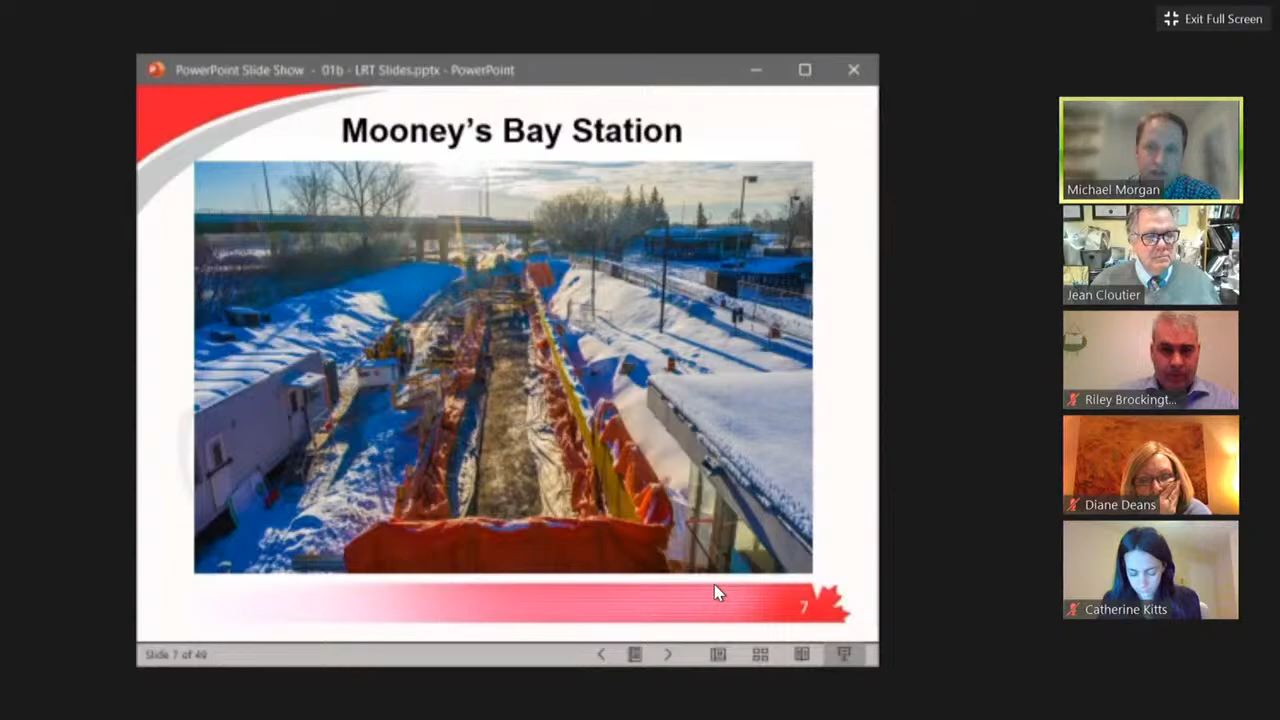 Exit Full Screen
PowerPoint Slide Show - 01b - LRT Slides.pptx - PowerPoint
Mooney's Bay Station
7
Slide 7 of 49
Michael Morgan
Jean Cloutier
Riley Brockingt...
Diane Deans
Catherine Kitts